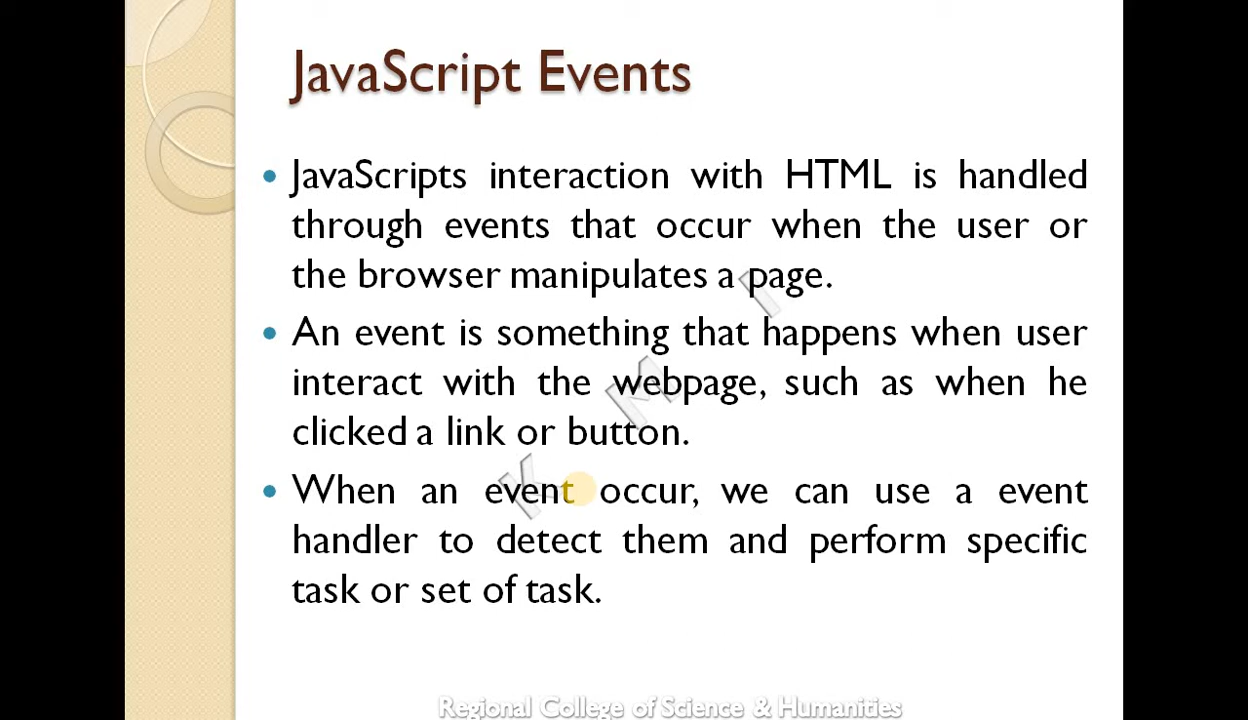 JavaScript Events
• JavaScripts interaction with HTML is handled
through events that occur when the user or
the browser manipulates a page.
• An event is something that happens when user
interact with the webpage, such as when he
clicked a link or button.
• When an event occur, we can use a event
handler to detect them and perform specific
task or set of task.
K M I
Regional College of Science & Humanities